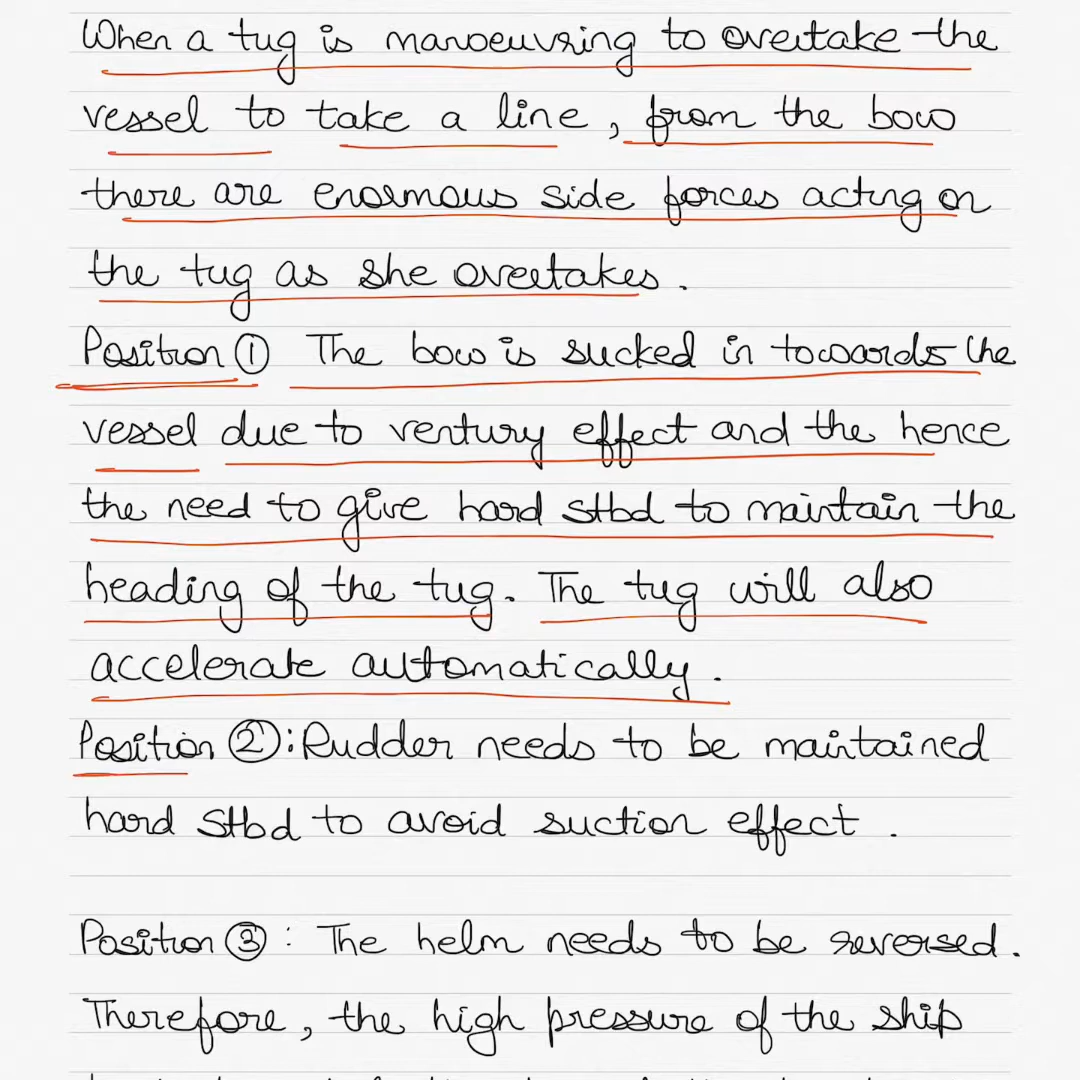 When a tug is manoeuvring to overtake the
vessel to take a line, from the bow
there are enormous side forces acting on
the tug as she overtakes.
Position ① The bow is sucked in towards the
vessel due to ventury effect and the hence
the need to give hard stbd to maintain the
heading of the tug. The tug will also
accelerate automatically.
Position ②: Rudder needs to be maintained
hard stbd to avoid suction effect.
Position ③: The helm needs to be reversed.
Therefore, the high pressure of the ship